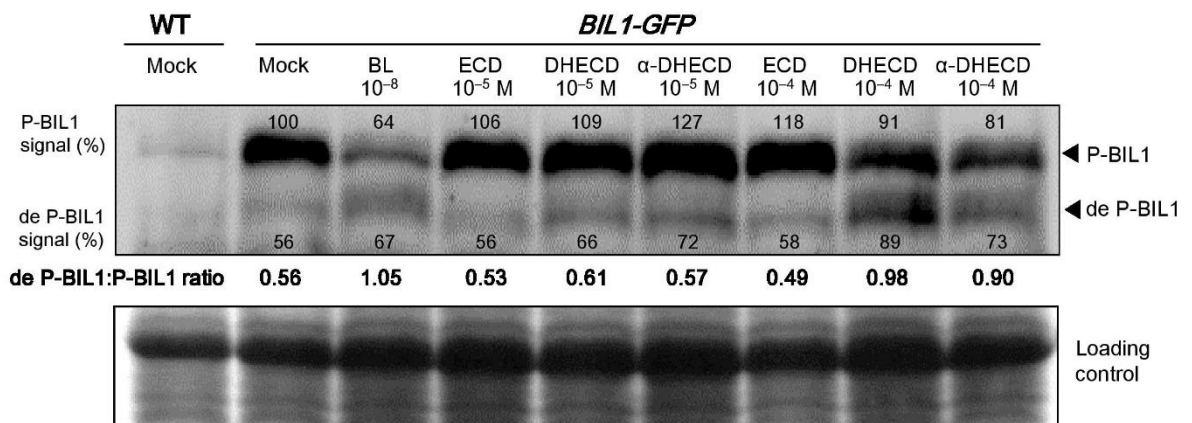 WT BIL1-GFP
Mock Mock BL ECD DHECD α-DHECD ECD DHECD α-DHECD
10⁻⁸ 10⁻⁵ M 10⁻⁵ M 10⁻⁵ M 10⁻⁴ M 10⁻⁴ M 10⁻⁴ M
P-BIL1 100 64 106 109 127 118 91 81
signal (%)
P-BIL1
de P-BIL1
de P-BIL1
signal (%) 56 67 56 66 72 58 89 73
de P-BIL1:P-BIL1 ratio 0.56 1.05 0.53 0.61 0.57 0.49 0.98 0.90
Loading
control